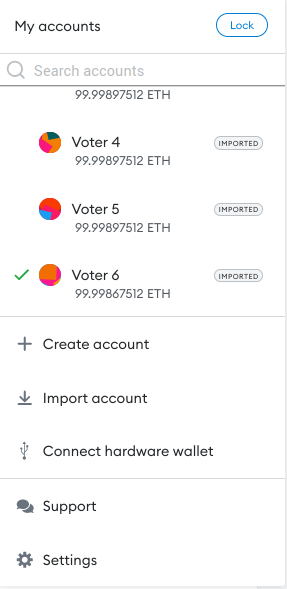 My accounts
Lock
Search accounts
99.99897512 ETH
Voter 4
IMPORTED
99.99897512 ETH
Voter 5
IMPORTED
99.99897512 ETH
Voter 6
IMPORTED
99.99867512 ETH
Create account
Import account
Connect hardware wallet
Support
Settings